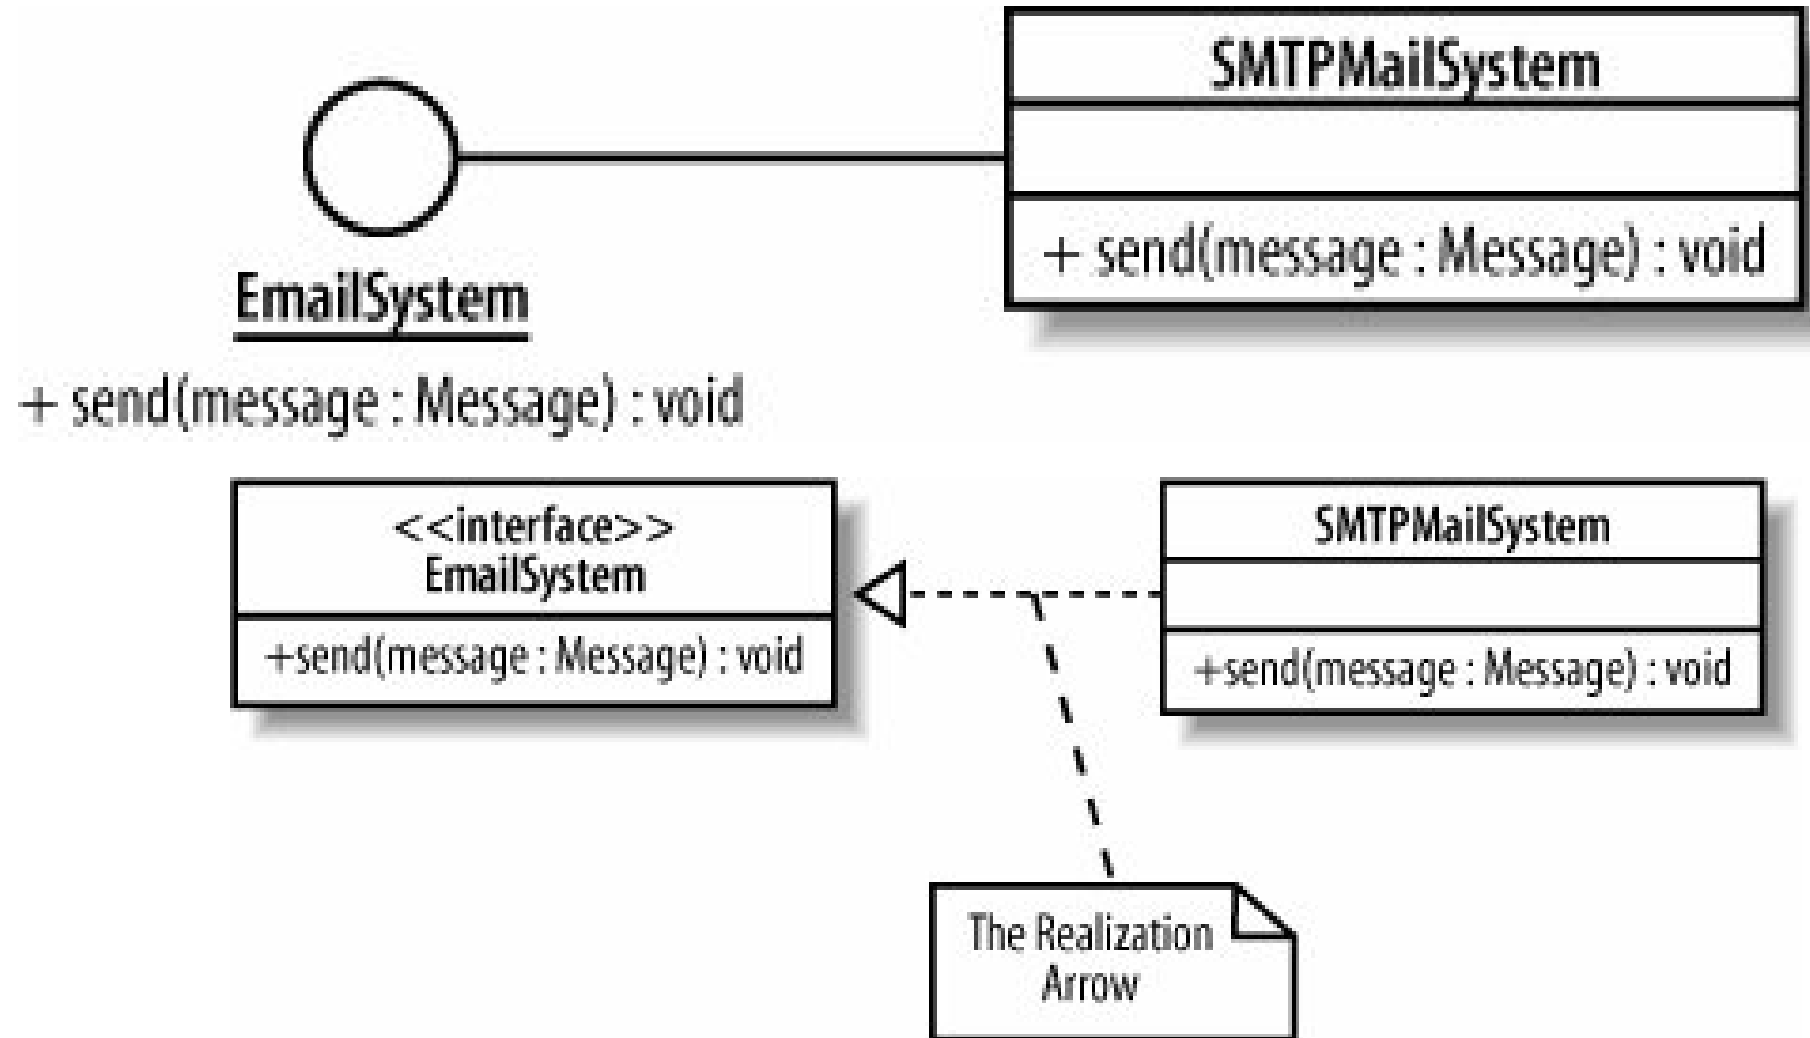 SMTPMailSystem
+ send(message : Message) : void
EmailSystem
+ send(message : Message) : void
<<interface>>
EmailSystem
+send(message : Message) : void
SMTPMailSystem
+send(message : Message) : void
The Realization
Arrow